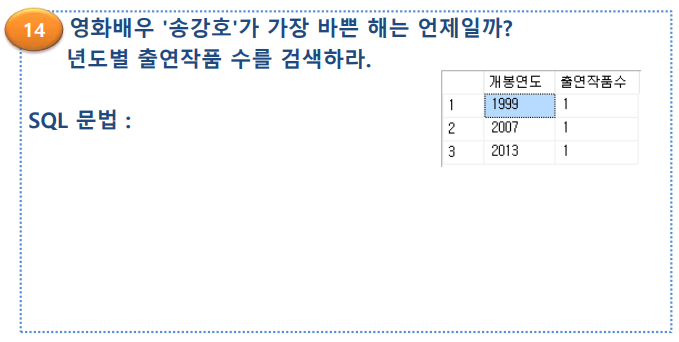 14 영화배우 '송강호'가 가장 바쁜 해는 언제일까?
년도별 출연작품 수를 검색하라.
개봉연도 출연작품수
1 1999 1
2 2007 1
3 2013 1
SQL 문법 :